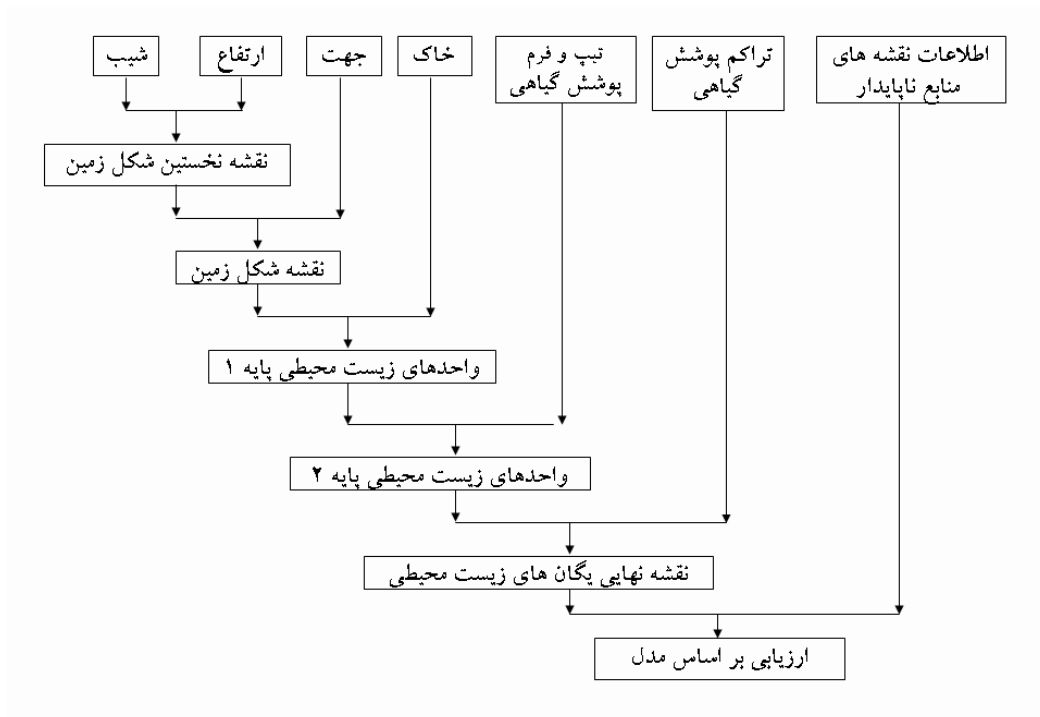 اطلاعات نقشه های
منابع ناپایدار
تراکم پوشش
گیاهی
تیپ و فرم
پوشش گیاهی
خاک
جهت
ارتفاع
شیب
نقشه نخستین شکل زمین
نقشه شکل زمین
واحدهای زیست محیطی پایه ۱
واحدهای زیست محیطی پایه ۲
نقشه نهایی یگان های زیست محیطی
ارزیابی بر اساس مدل